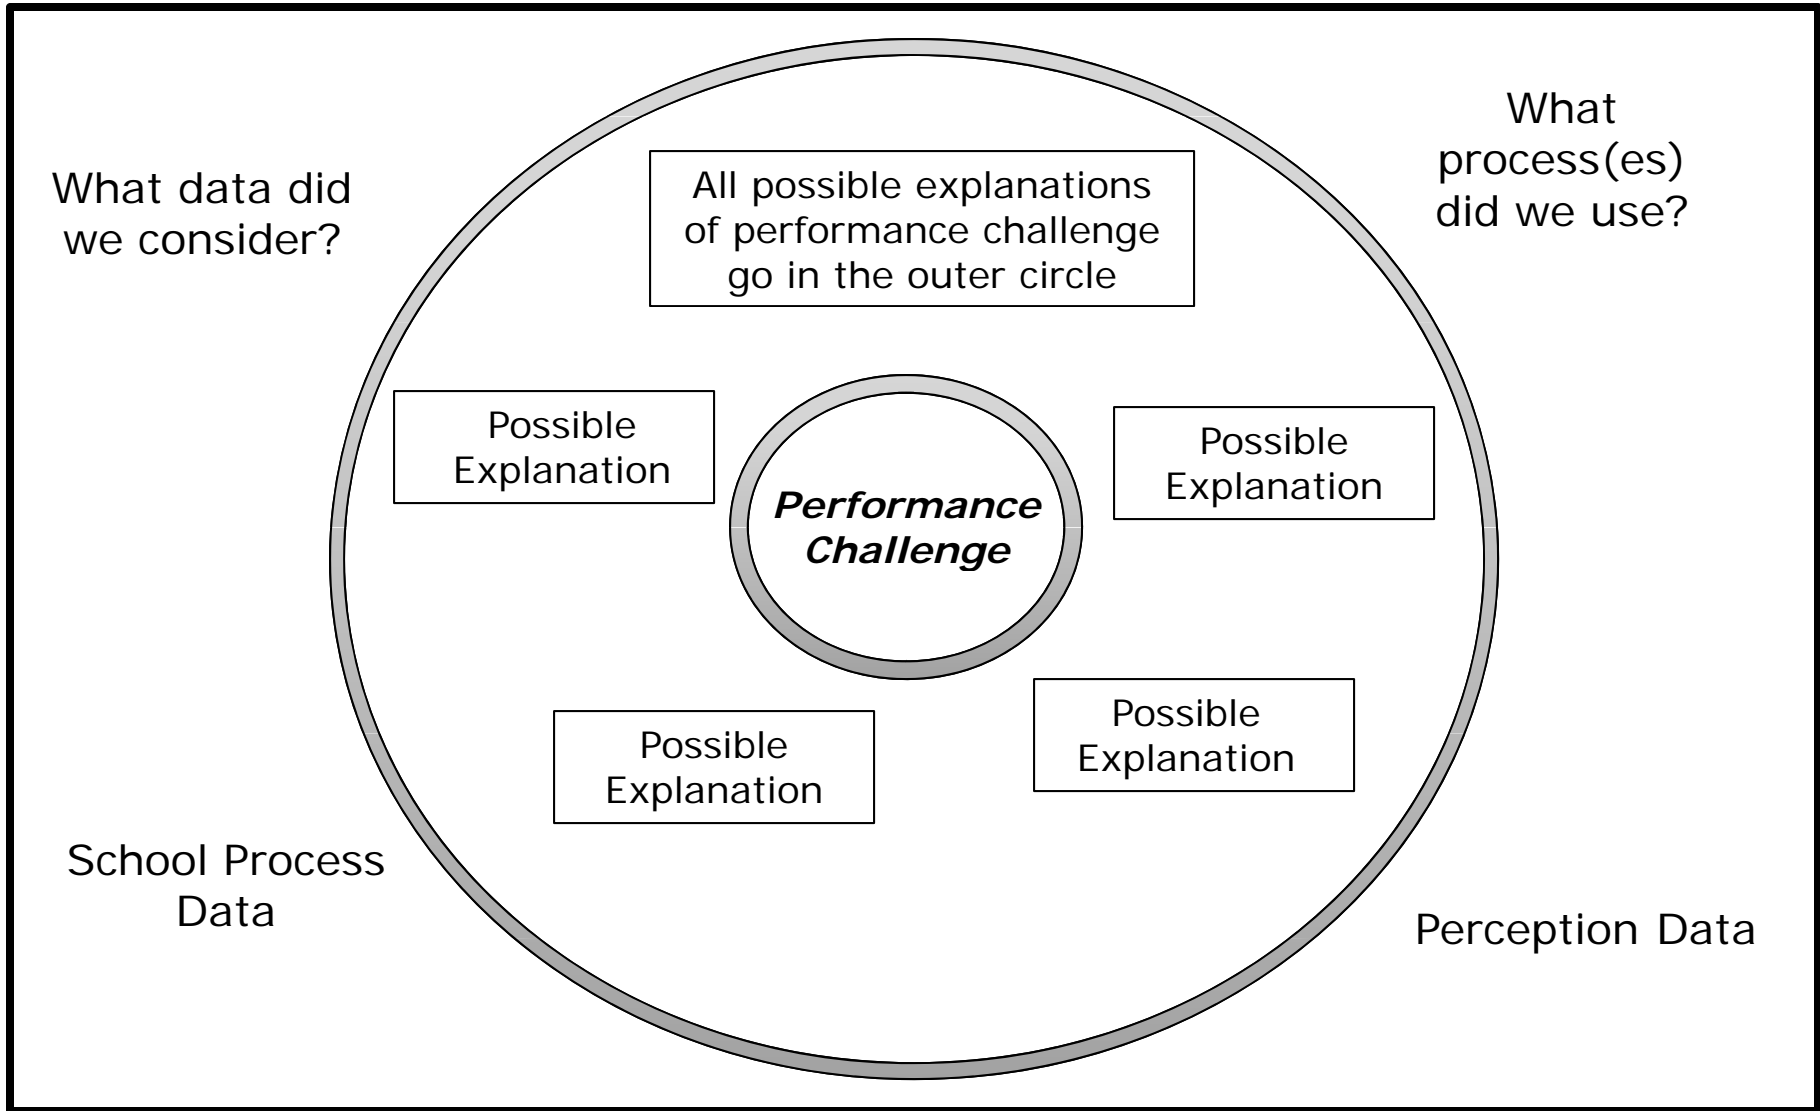 What data did
we consider?
What
process(es)
did we use?
All possible explanations
of performance challenge
go in the outer circle
Possible
Explanation
Possible
Explanation
Performance
Challenge
Possible
Explanation
Possible
Explanation
School Process
Data
Perception Data